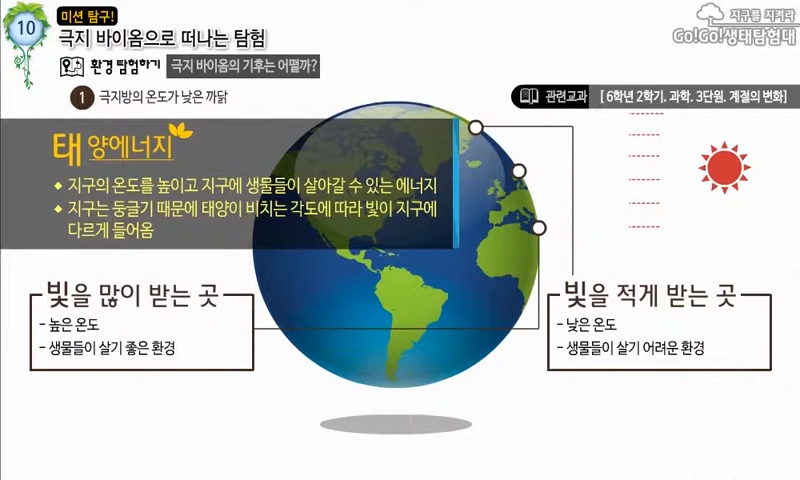 10
미션 탐구!
극지 바이옴으로 떠나는 탐험
지구를 지켜라
GO!GO!생태탐험대
환경 탐험하기
극지 바이옴의 기후는 어떨까?
1 극지방의 온도가 낮은 까닭
관련교과 [ 6학년 2학기. 과학. 3단원. 계절의 변화]
태양에너지
◆ 지구의 온도를 높이고 지구에 생물들이 살아갈 수 있는 에너지
◆ 지구는 둥글기 때문에 태양이 비치는 각도에 따라 빛이 지구에
다르게 들어옴
빛을 많이 받는 곳
- 높은 온도
- 생물들이 살기 좋은 환경
빛을 적게 받는 곳
- 낮은 온도
- 생물들이 살기 어려운 환경